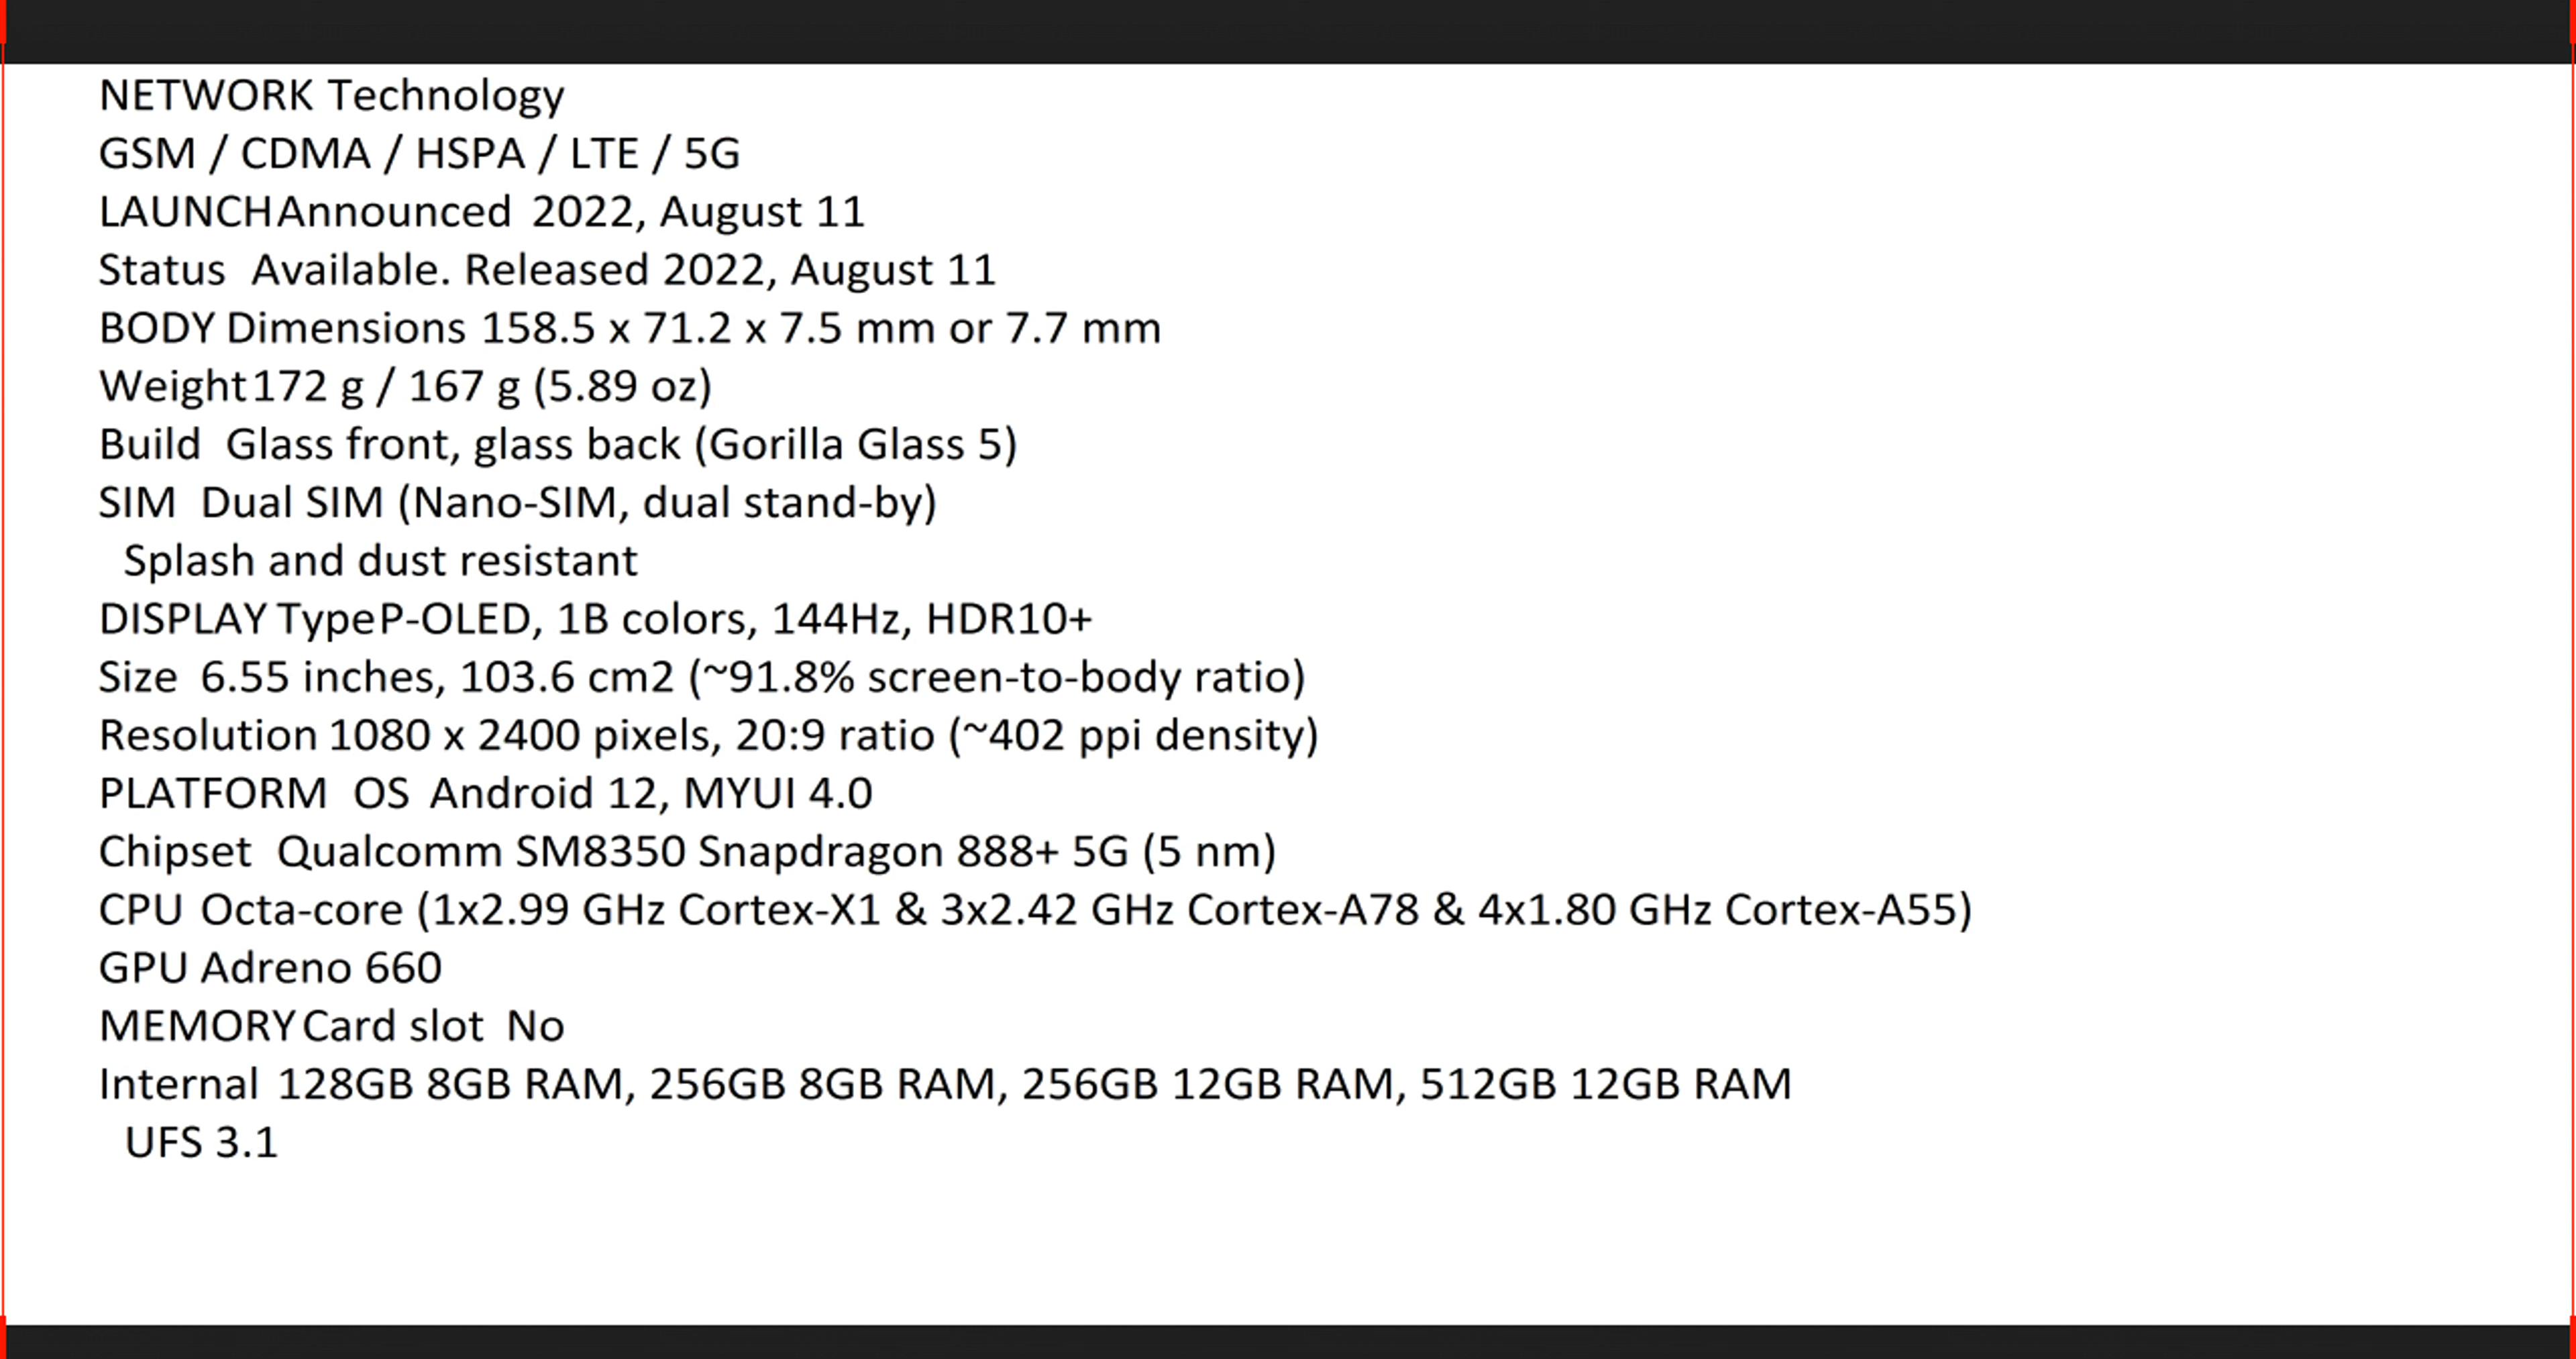 NETWORK Technology
GSM / CDMA / HSPA / LTE / 5G
LAUNCH Announced 2022, August 11
Status Available. Released 2022, August 11
BODY Dimensions 158.5 x 71.2 x 7.5 mm or 7.7 mm
Weight 172 g / 167 g (5.89 oz)
Build Glass front, glass back (Gorilla Glass 5)
SIM Dual SIM (Nano-SIM, dual stand-by)
Splash and dust resistant
DISPLAY Type P-OLED, 1B colors, 144Hz, HDR10+
Size 6.55 inches, 103.6 cm2 (~91.8% screen-to-body ratio)
Resolution 1080 x 2400 pixels, 20:9 ratio (~402 ppi density)
PLATFORM OS Android 12, MYUI 4.0
Chipset Qualcomm SM8350 Snapdragon 888+ 5G (5 nm)
CPU Octa-core (1x2.99 GHz Cortex-X1 & 3x2.42 GHz Cortex-A78 & 4x1.80 GHz Cortex-A55)
GPU Adreno 660
MEMORY Card slot No
Internal 128GB 8GB RAM, 256GB 8GB RAM, 256GB 12GB RAM, 512GB 12GB RAM
UFS 3.1